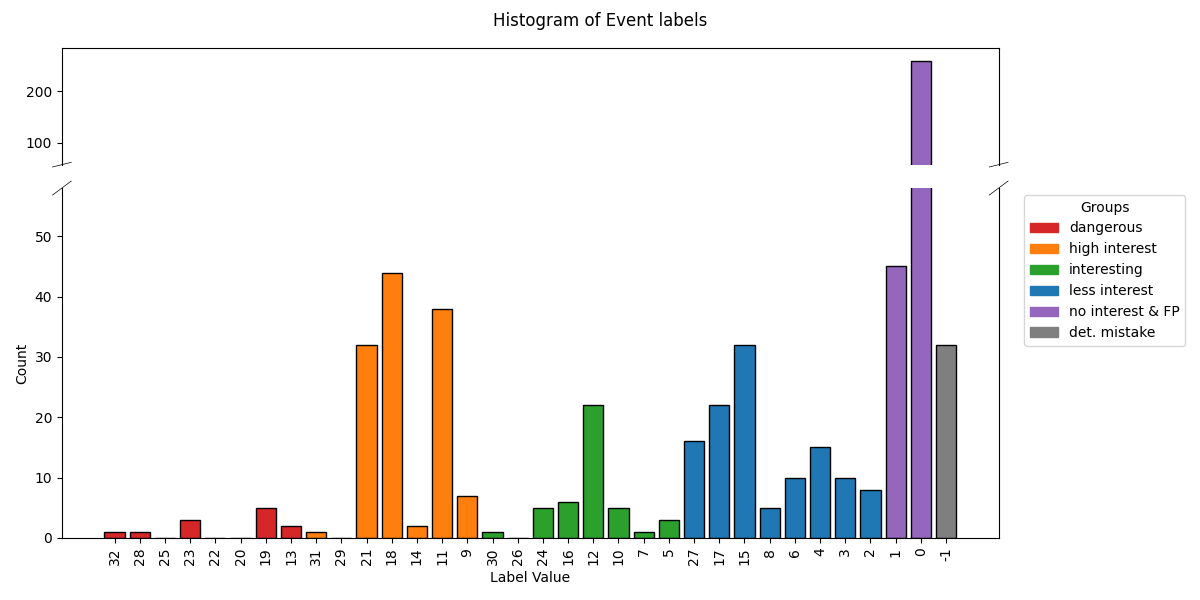 Histogram of Event labels
200
100
50
40
30
20
10
0
Count
32 28 25 23 22 20 19 13 31 29 21 18 14 11 9 30 26 24 16 12 10 7 5 27 17 15 8 6 4 3 2 1 0 -1
Label Value
Groups
dangerous
high interest
interesting
less interest
no interest & FP
det. mistake